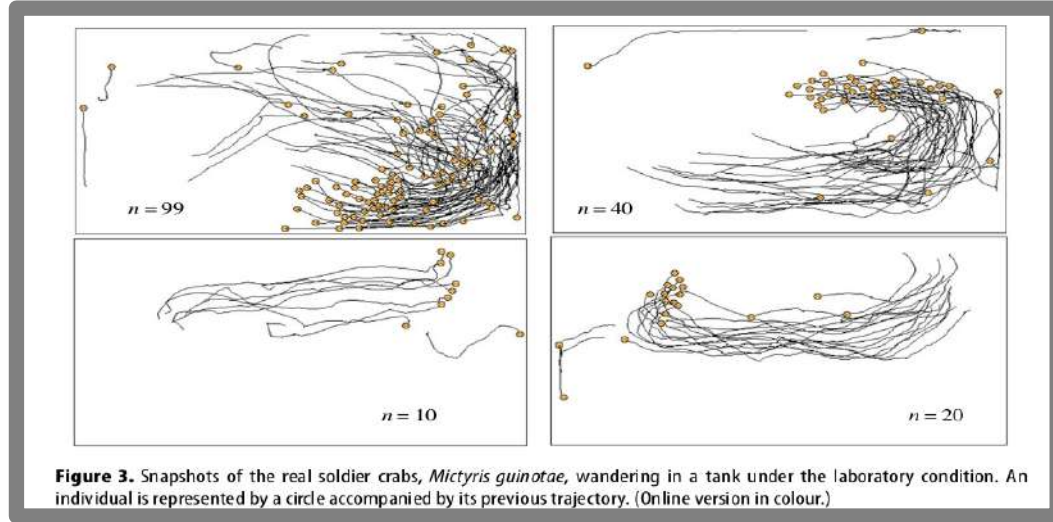 n = 99
n = 40
n = 10
n = 20
Figure 3. Snapshots of the real soldier crabs, Mictyris guinotae, wandering in a tank under the laboratory condition. An
individual is represented by a circle accompanied by its previous trajectory. (Online version in colour.)